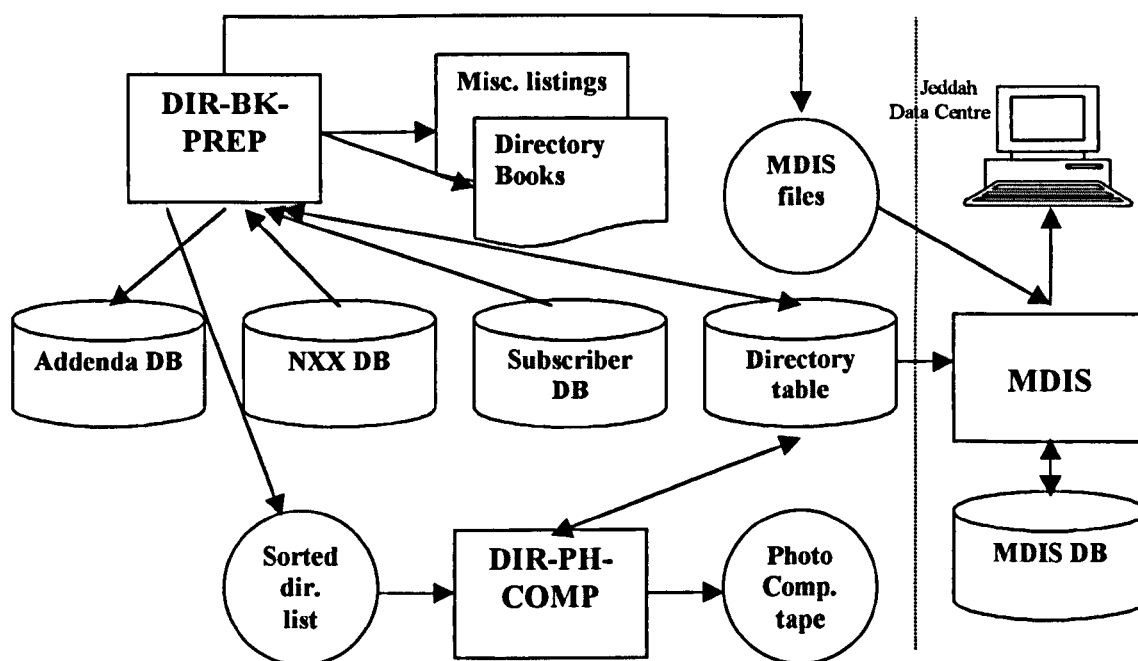 DIR-BK-
PREP
Misc. listings
Directory
Books
MDIS
files
Jeddah
Data Centre
Addenda DB
NXX DB
Subscriber
DB
Directory
table
MDIS
Sorted
dir.
list
DIR-PH-
COMP
Photo
Comp.
tape
MDIS DB